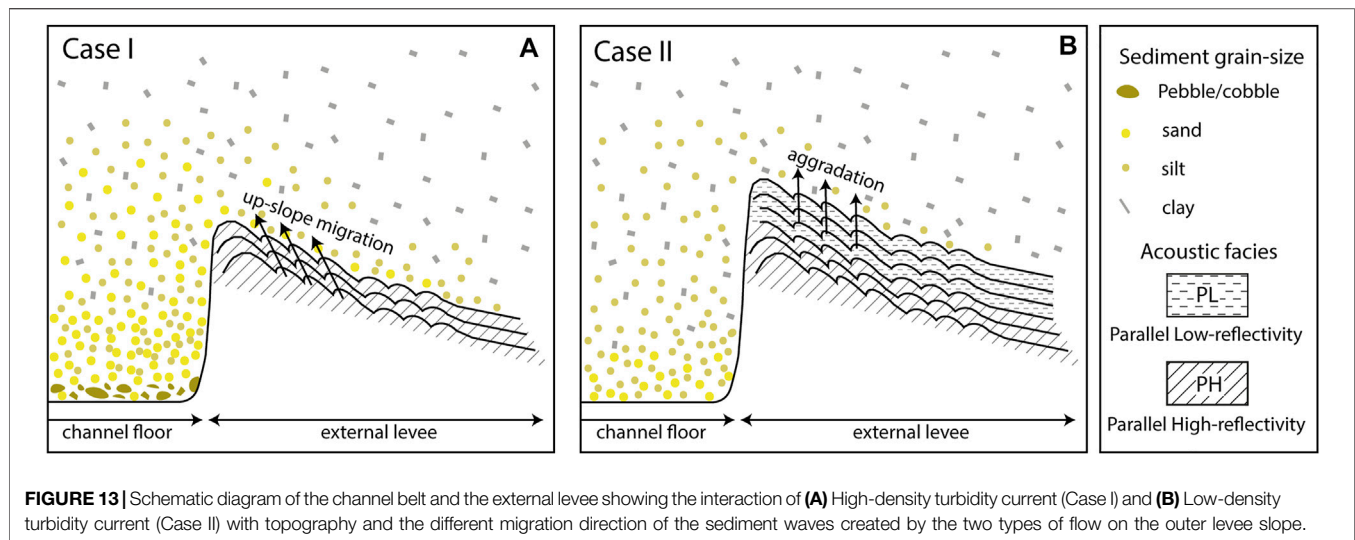 Case I
A
up-slope migration
channel floor
external levee
Case II
B
aggradation
channel floor
external levee
Sediment grain-size
Pebble/cobble
sand
silt
clay
Acoustic facies
PL
Parallel Low-reflectivity
PH
Parallel High-reflectivity
FIGURE 13 | Schematic diagram of the channel belt and the external levee showing the interaction of (A) High-density turbidity current (Case I) and (B) Low-density
turbidity current (Case II) with topography and the different migration direction of the sediment waves created by the two types of flow on the outer levee slope.